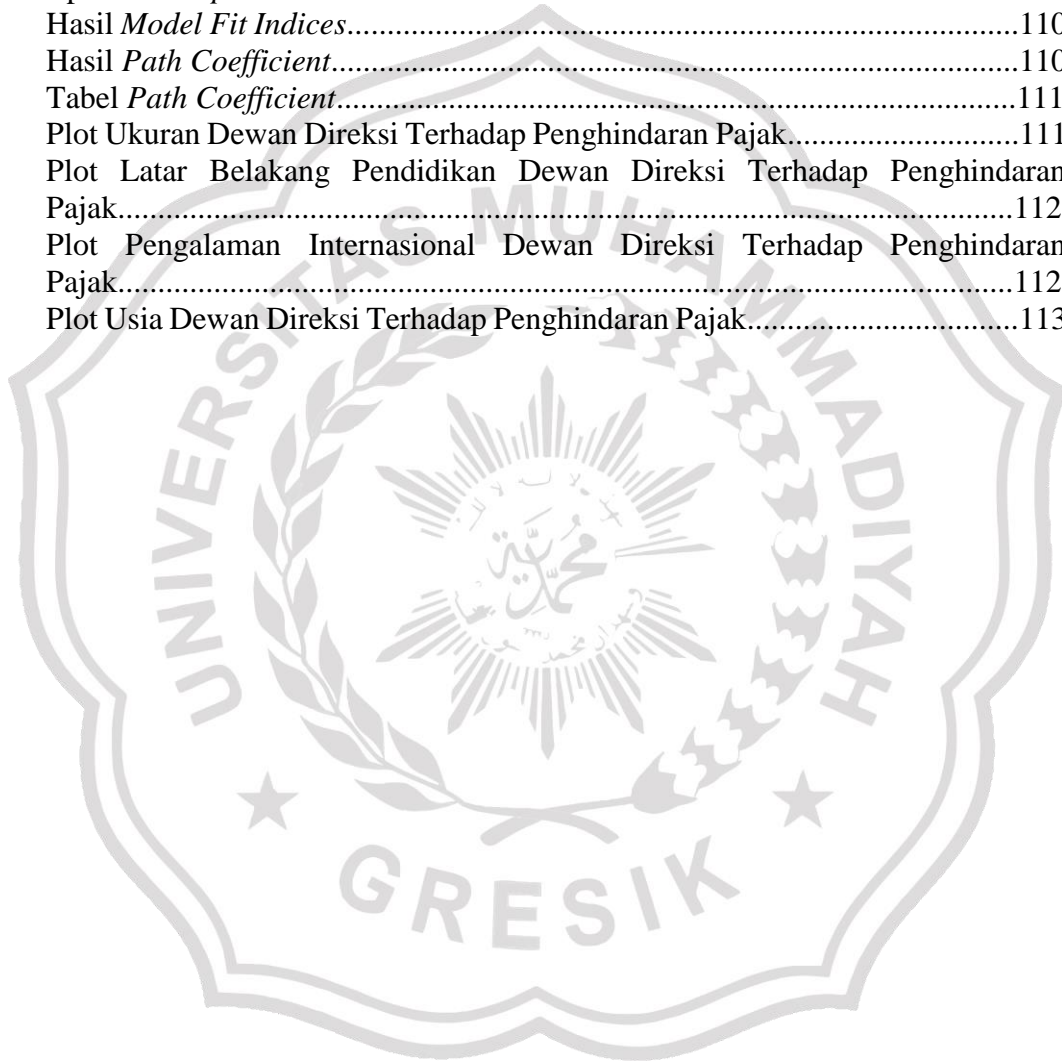 Hasil Model Fit Indices....................................................................................110
Hasil Path Coefficient......................................................................................110
Tabel Path Coefficient.....................................................................................111
Plot Ukuran Dewan Direksi Terhadap Penghindaran Pajak.............................111
Plot Latar Belakang Pendidikan Dewan Direksi Terhadap Penghindaran
Pajak................................................................................................................112
Plot Pengalaman Internasional Dewan Direksi Terhadap Penghindaran
Pajak................................................................................................................112
Plot Usia Dewan Direksi Terhadap Penghindaran Pajak..................................113
UNIVERSITAS MUHAMMADIYAH
محمدية
GRESIK